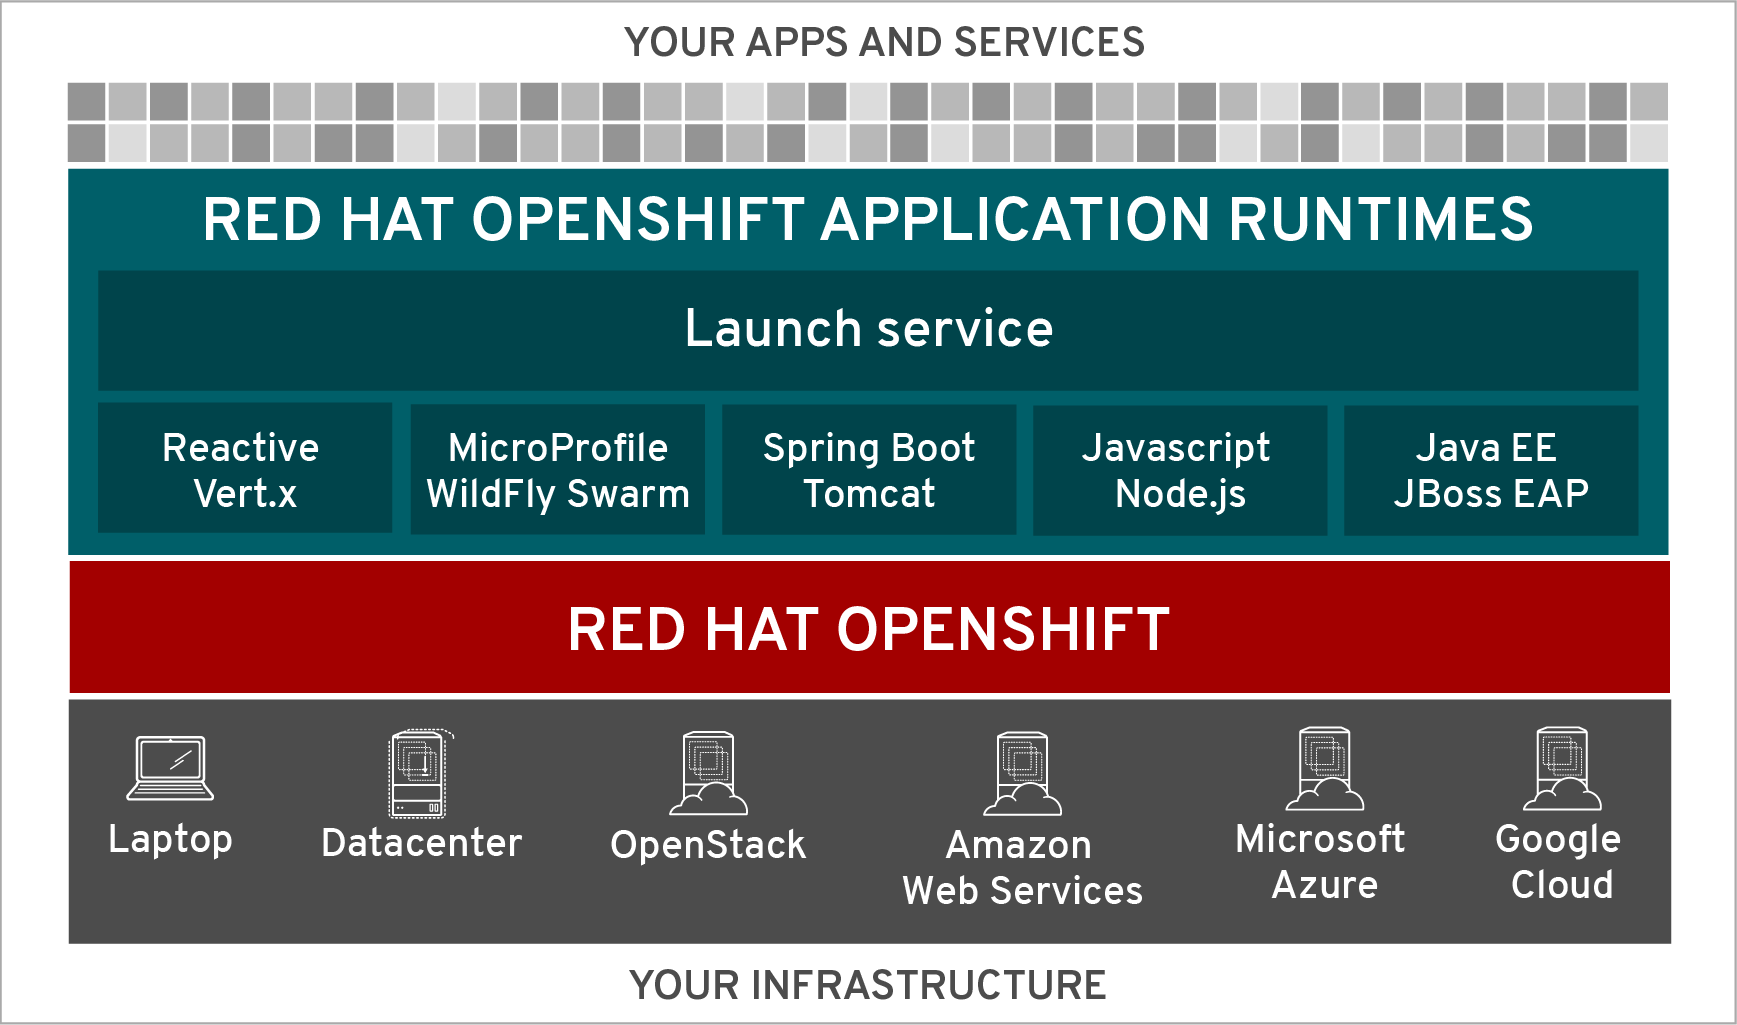 YOUR APPS AND SERVICES
RED HAT OPENSHIFT APPLICATION RUNTIMES
Launch service
Reactive
Vert.x
MicroProfile
WildFly Swarm
Spring Boot
Tomcat
Javascript
Node.js
Java EE
JBoss EAP
RED HAT OPENSHIFT
Laptop
Datacenter
OpenStack
Amazon
Web Services
Microsoft
Azure
Google
Cloud
YOUR INFRASTRUCTURE